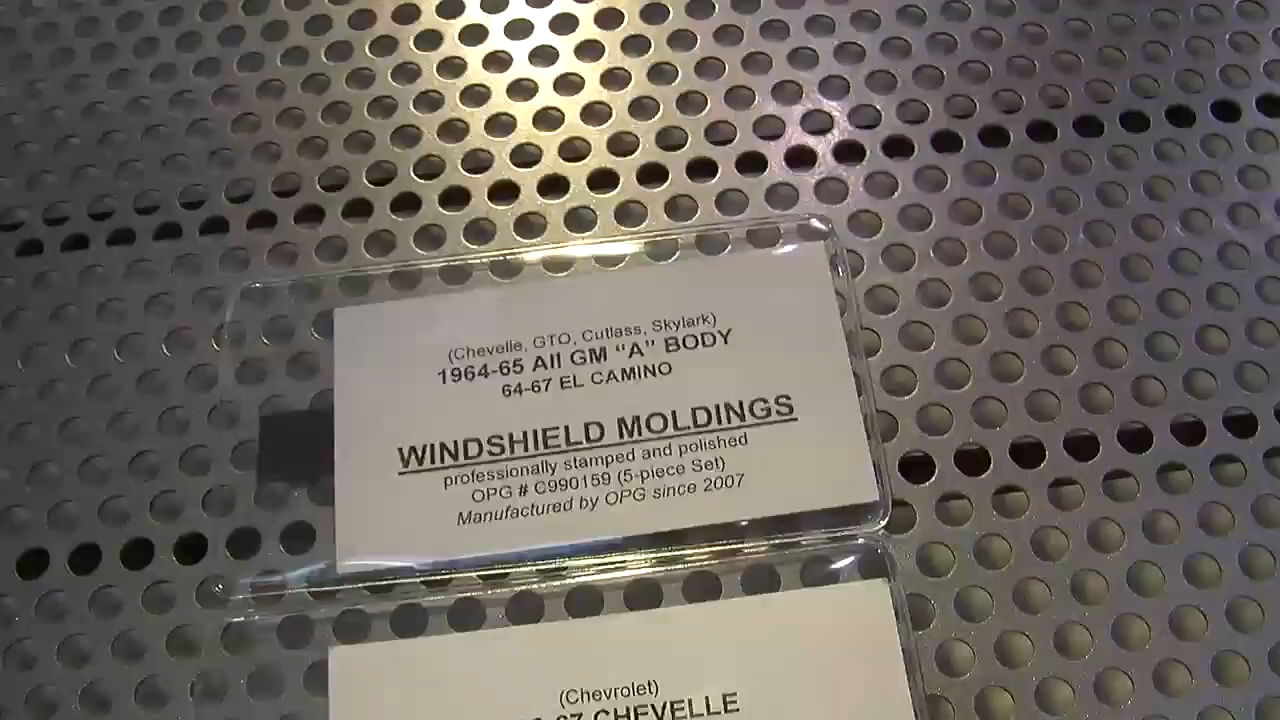 (Chevelle, GTO, Cutlass, Skylark)
1964-65 All GM “A” BODY
64-67 EL CAMINO
WINDSHIELD MOLDINGS
professionally stamped and polished
OPG # C990159 (5-piece Set)
Manufactured by OPG since 2007
(Chevrolet)
67 CHEVELLE